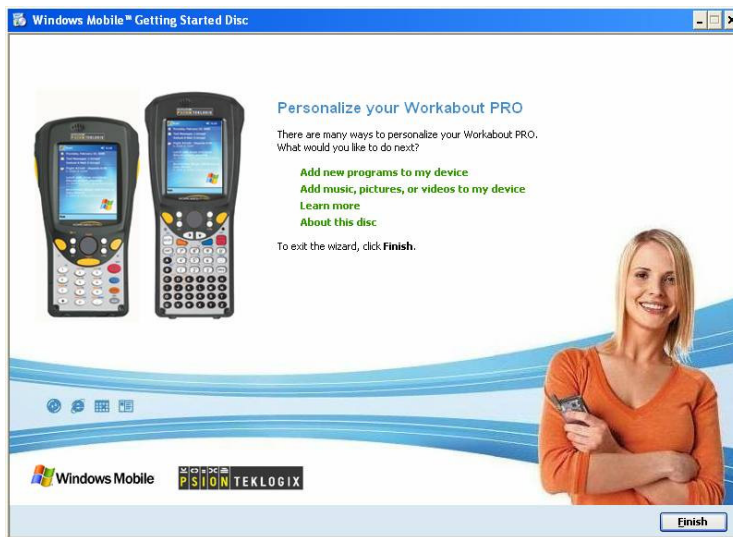 Windows Mobile™ Getting Started Disc
Personalize your Workabout PRO
There are many ways to personalize your Workabout PRO.
What would you like to do next?
Add new programs to my device
Add music, pictures, or videos to my device
Learn more
About this disc
To exit the wizard, click Finish.
Windows Mobile
PSION TEKLOGIX
Finish